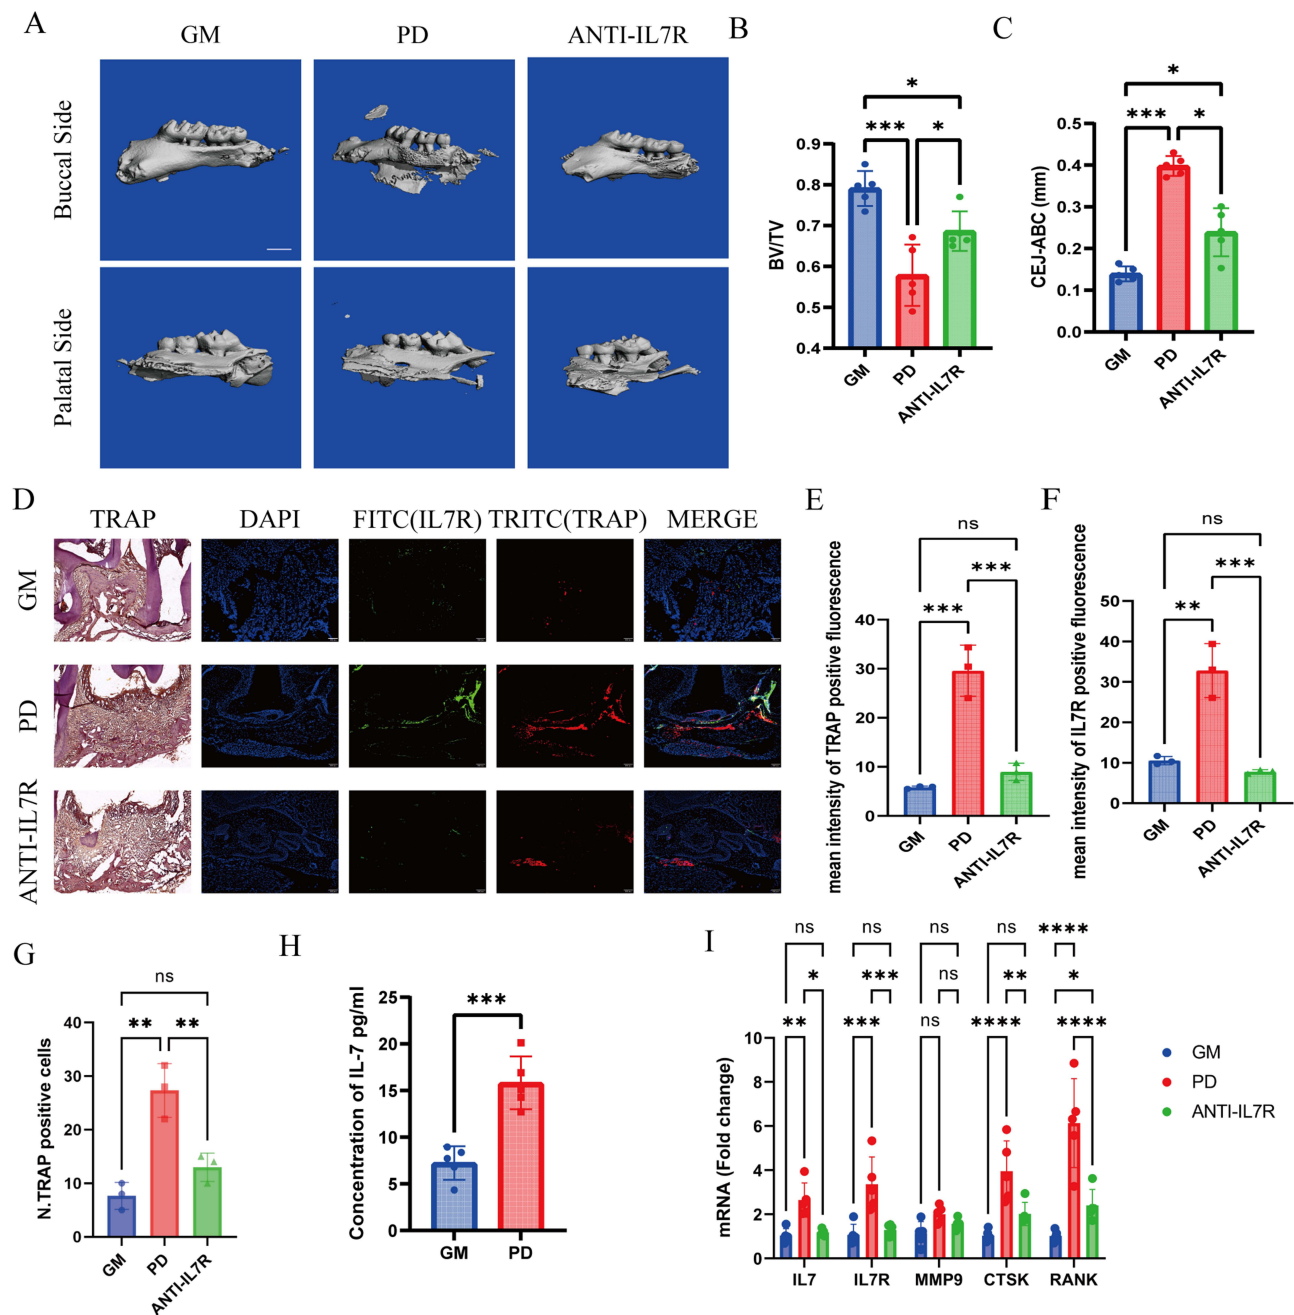 A
GM
PD
ANTI-IL7R
Buccal Side
Palatal Side
B
*
***
*
BV/TV
0.9
0.8
0.7
0.6
0.5
0.4
GM
PD
ANTI-IL7R
C
*
***
*
CEJ-ABC (mm)
0.5
0.4
0.3
0.2
0.1
0.0
GM
PD
ANTI-IL7R
D
TRAP
DAPI
FITC(IL7R)
TRITC(TRAP)
MERGE
GM
PD
ANTI-IL7R
E
ns
***
***
mean intensity of TRAP positive fluorescence
40
30
20
10
0
GM
PD
ANTI-IL7R
F
ns
***
**
mean intensity of IL7R positive fluorescence
50
40
30
20
10
0
GM
PD
ANTI-IL7R
G
ns
**
**
N.TRAP positive cells
40
30
20
10
0
GM
PD
ANTI-IL7R
H
***
Concentration of IL-7 pg/ml
25
20
15
10
5
0
GM
PD
I
ns
ns
ns
ns
****
*
***
ns
**
*
**
***
ns
****
****
mRNA (Fold change)
10
8
6
4
2
0
IL7
IL7R
MMP9
CTSK
RANK
GM
PD
ANTI-IL7R